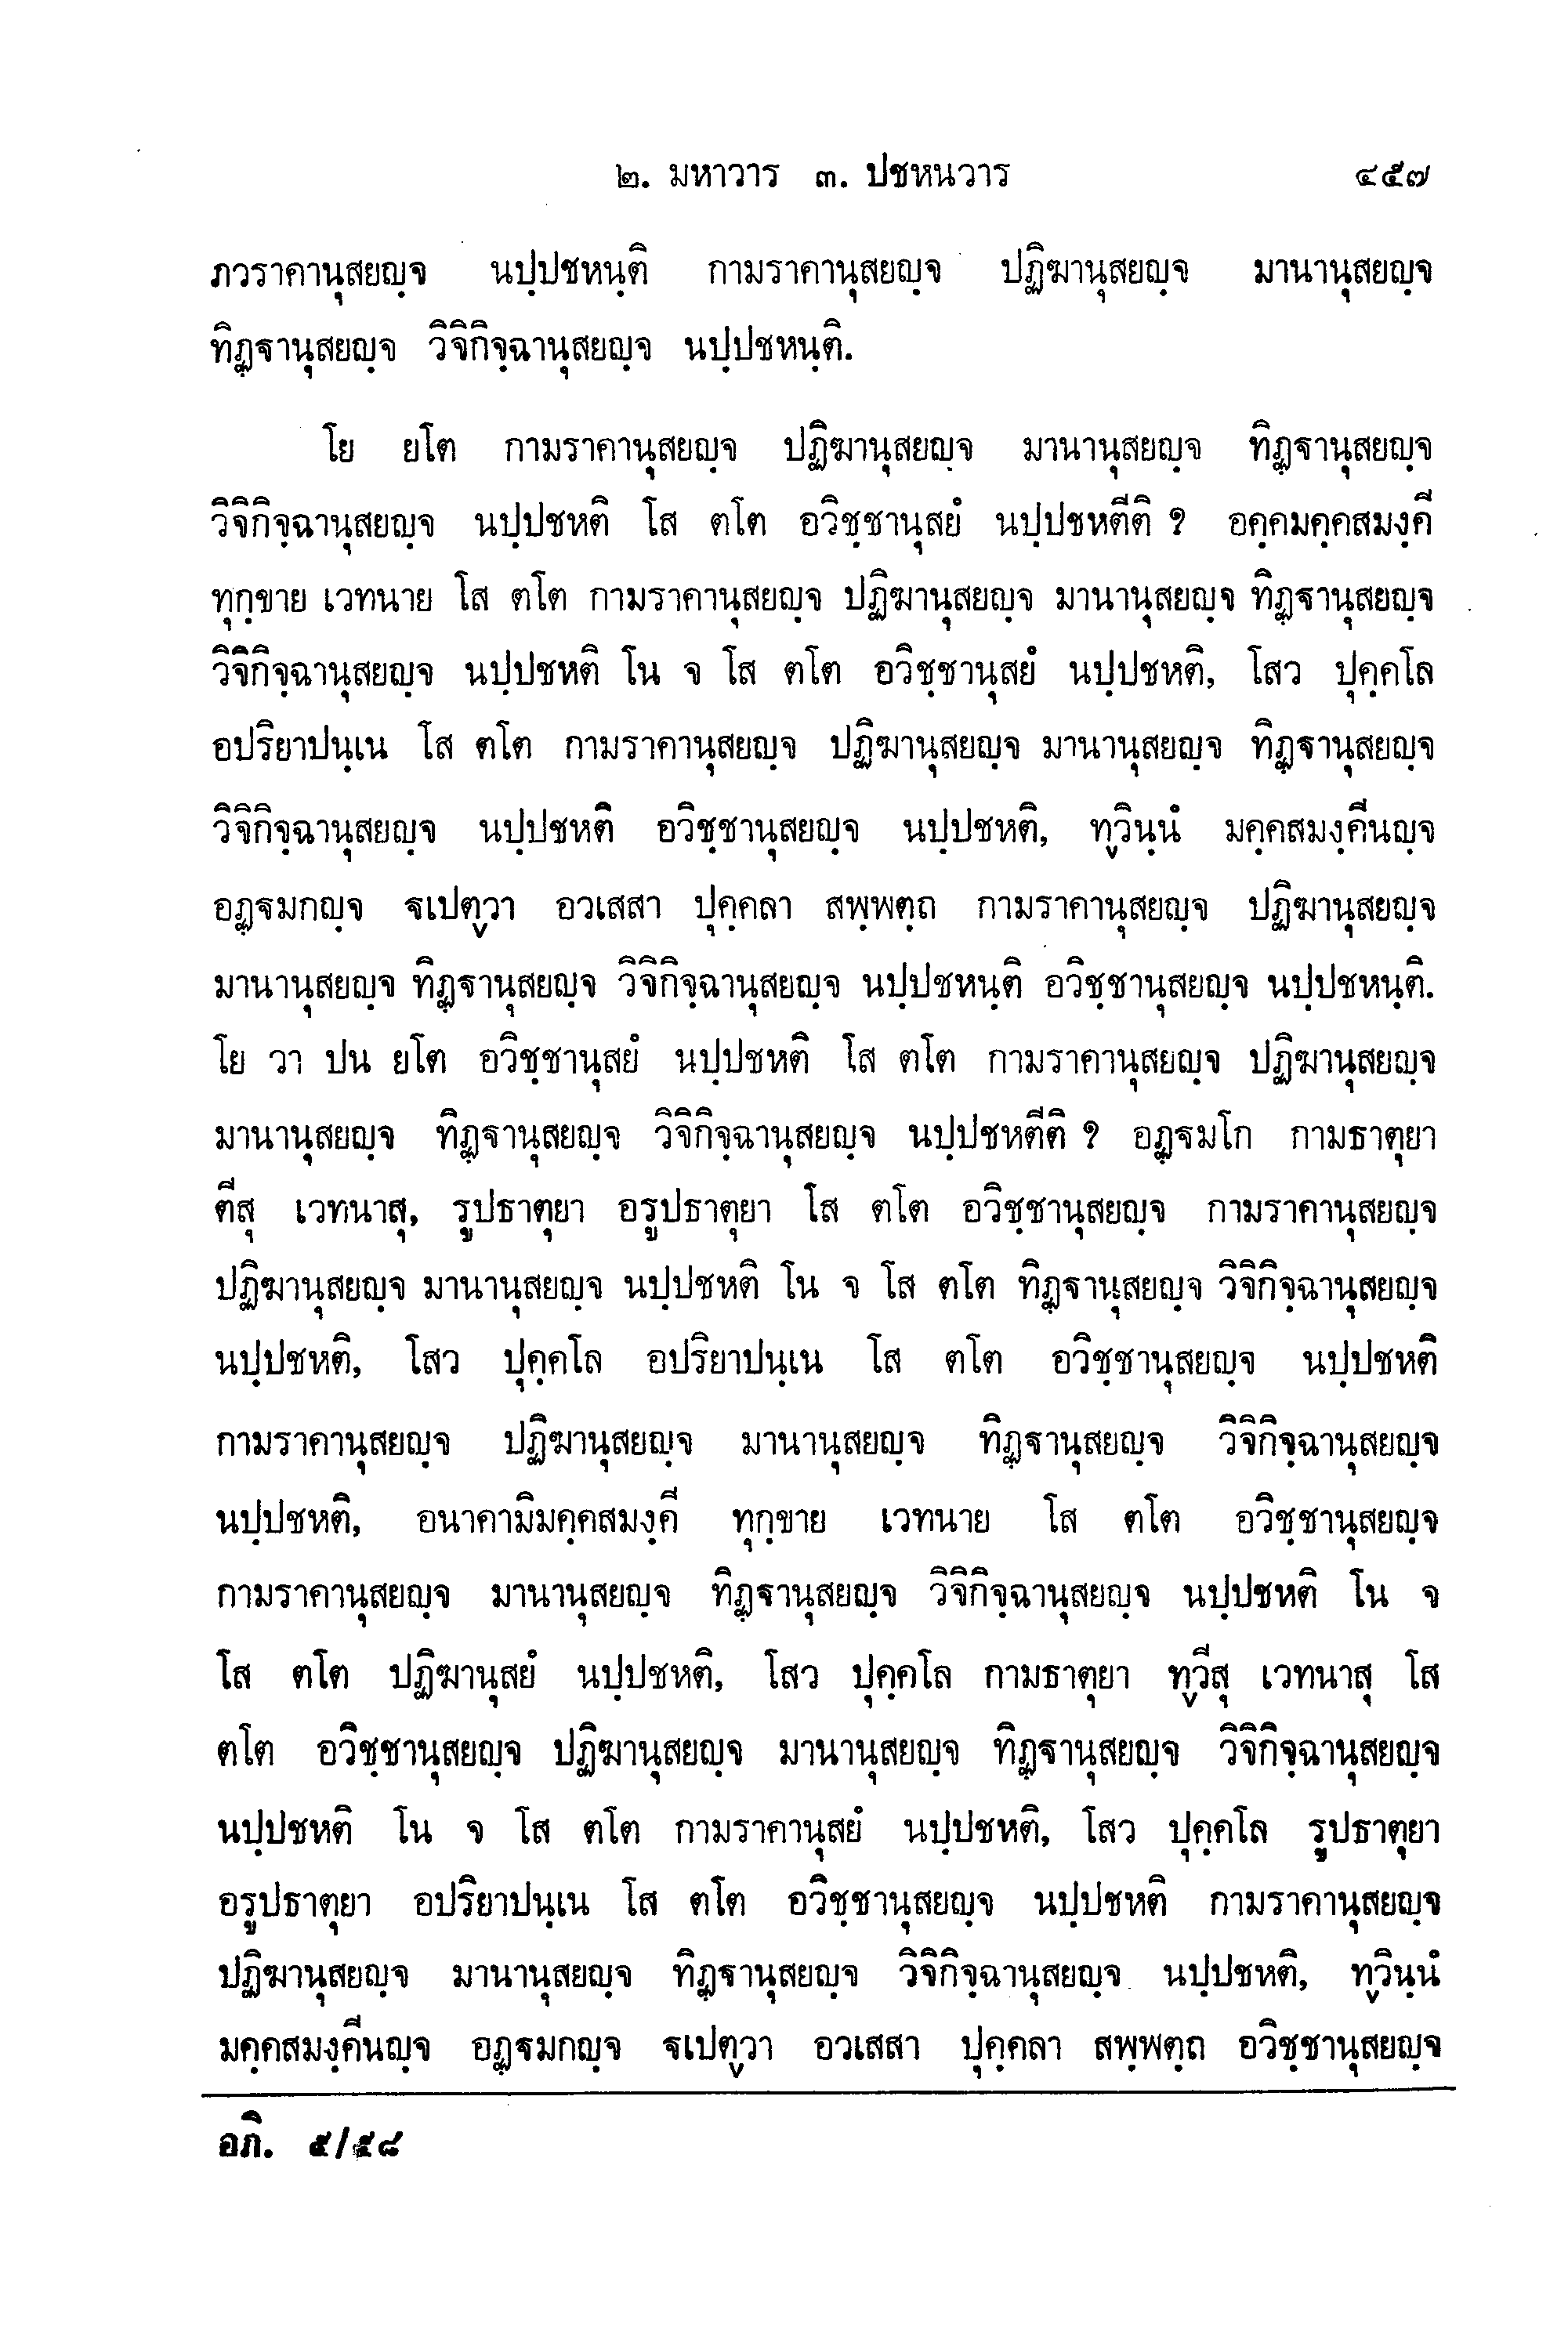 ๒. มหาวาร ๓. ปชหนวาร ๔๕๗
ภวราคานุสยญฺจ นปฺปชหนฺติ กามราคานุสยญฺจ ปฏิฆานุสยญฺจ มานานุสยญฺจ
ทิฏฺฐานุสยญฺจ วิจิกิจฺฉานุสยญฺจ นปฺปชหนฺติ.
โย ยโต กามราคานุสยญฺจ ปฏิฆานุสยญฺจ มานานุสยญฺจ ทิฏฺฐานุสยญฺจ
วิจิกิจฺฉานุสยญฺจ นปฺปชหติ โส ตโต อวิชฺชานุสยํ นปฺปชหตีติ ? อคฺคมคฺคสมงฺคี
ทุกฺขาย เวทนาย โส ตโต กามราคานุสยญฺจ ปฏิฆานุสยญฺจ มานานุสยญฺจ ทิฏฺฐานุสยญฺจ
วิจิกิจฺฉานุสยญฺจ นปฺปชหติ โน จ โส ตโต อวิชฺชานุสยํ นปฺปชหติ, โสว ปุคฺคโล
อปริยาปนฺเน โส ตโต กามราคานุสยญฺจ ปฏิฆานุสยญฺจ มานานุสยญฺจ ทิฏฺฐานุสยญฺจ
วิจิกิจฺฉานุสยญฺจ นปฺปชหติ อวิชฺชานุสยญฺจ นปฺปชหติ, ทฺวินฺนํ มคฺคสมงฺคีนญฺจ
อฏฺฐมกญฺจ ฐเปตฺวา อวเสสา ปุคฺคลา สพฺพตฺถ กามราคานุสยญฺจ ปฏิฆานุสยญฺจ
มานานุสยญฺจ ทิฏฺฐานุสยญฺจ วิจิกิจฺฉานุสยญฺจ นปฺปชหนฺติ อวิชฺชานุสยญฺจ นปฺปชหนฺติ.
โย วา ปน ยโต อวิชฺชานุสยํ นปฺปชหติ โส ตโต กามราคานุสยญฺจ ปฏิฆานุสยญฺจ
มานานุสยญฺจ ทิฏฺฐานุสยญฺจ วิจิกิจฺฉานุสยญฺจ นปฺปชหตีติ ? อฏฺฐมโก กามธาตุยา
ตีสุ เวทนาสุ, รูปธาตุยา อรูปธาตุยา โส ตโต อวิชฺชานุสยญฺจ กามราคานุสยญฺจ
ปฏิฆานุสยญฺจ มานานุสยญฺจ นปฺปชหติ โน จ โส ตโต ทิฏฺฐานุสยญฺจ วิจิกิจฺฉานุสยญฺจ
นปฺปชหติ, โสว ปุคฺคโล อปริยาปนฺเน โส ตโต อวิชฺชานุสยญฺจ นปฺปชหติ
กามราคานุสยญฺจ ปฏิฆานุสยญฺจ มานานุสยญฺจ ทิฏฺฐานุสยญฺจ วิจิกิจฺฉานุสยญฺจ
นปฺปชหติ, อนาคามิมคฺคสมงฺคี ทุกฺขาย เวทนาย โส ตโต อวิชฺชานุสยญฺจ
กามราคานุสยญฺจ มานานุสยญฺจ ทิฏฺฐานุสยญฺจ วิจิกิจฺฉานุสยญฺจ นปฺปชหติ โน จ
โส ตโต ปฏิฆานุสยํ นปฺปชหติ, โสว ปุคฺคโล กามธาตุยา ทฺวีสุ เวทนาสุ โส
ตโต อวิชฺชานุสยญฺจ ปฏิฆานุสยญฺจ มานานุสยญฺจ ทิฏฺฐานุสยญฺจ วิจิกิจฺฉานุสยญฺจ
นปฺปชหติ โน จ โส ตโต กามราคานุสยํ นปฺปชหติ, โสว ปุคฺคโล รูปธาตุยา
อรูปธาตุยา อปริยาปนฺเน โส ตโต อวิชฺชานุสยญฺจ นปฺปชหติ กามราคานุสยญฺจ
ปฏิฆานุสยญฺจ มานานุสยญฺจ ทิฏฺฐานุสยญฺจ วิจิกิจฺฉานุสยญฺจ นปฺปชหติ, ทฺวินฺนํ
มคฺคสมงฺคีนญฺจ อฏฺฐมกญฺจ ฐเปตฺวา อวเสสา ปุคฺคลา สพฺพตฺถ อวิชฺชานุสยญฺจ
อภิ. ๕/๕๘